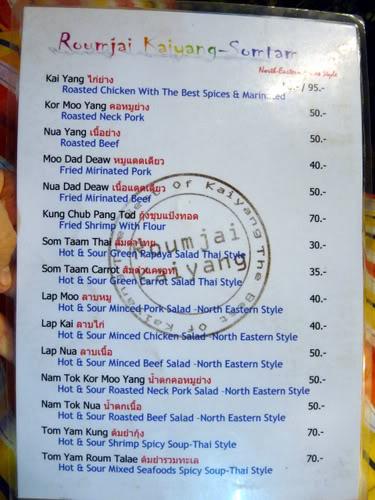 Roumjai Kaiyang-Somtam
North-Eastern Style
Kai Yang ไก่ย่าง
Roasted Chicken With The Best Spices & Marinated / 95.-
Kor Moo Yang คอหมูย่าง 50.-
Roasted Neck Pork
Nua Yang เนื้อย่าง 50.-
Roasted Beef
Moo Dad Deaw หมูแดดเดียว 40.-
Fried Mirinated Pork
Nua Dad Deaw เนื้อแดดเดียว 50.-
Fried Mirinated Beef
Kung Chub Pang Tod กุ้งชุบแป้งทอด 70.-
Fried Shrimp With Flour
Som Taam Thai ส้มตำไทย 30.-
Hot & Sour Green Papaya Salad Thai Style
Som Taam Carrot ส้มตำแครอท 35.-
Hot & Sour Green Carrot Salad Thai Style
Lap Moo ลาบหมู 40.-
Hot & Sour Minced Pork Salad -North Eastern Style
Lap Kai ลาบไก่ 40.-
Hot & Sour Minced Chicken Salad -North Eastern Style
Lap Nua ลาบเนื้อ 50.-
Hot & Sour Minced Beef Salad -North Eastern Style
Nam Tok Kor Moo Yang น้ำตกคอหมูย่าง 50.-
Hot & Sour Roasted Neck Pork Salad -North Eastern Style
Nam Tok Nua น้ำตกเนื้อ 50.-
Hot & Sour Roasted Beef Salad -North Eastern Style
Tom Yam Kung ต้มยำกุ้ง 70.-
Hot & Sour Shrimp Spicy Soup-Thai Style
Tom Yam Roum Talae ต้มยำรวมทะเล 70.-
Hot & Sour Mixed Seafoods Spicy Soup-Thai Style
The Best Of Kaiyang The Best Of Kaiyang
Roumjai
Kaiyang